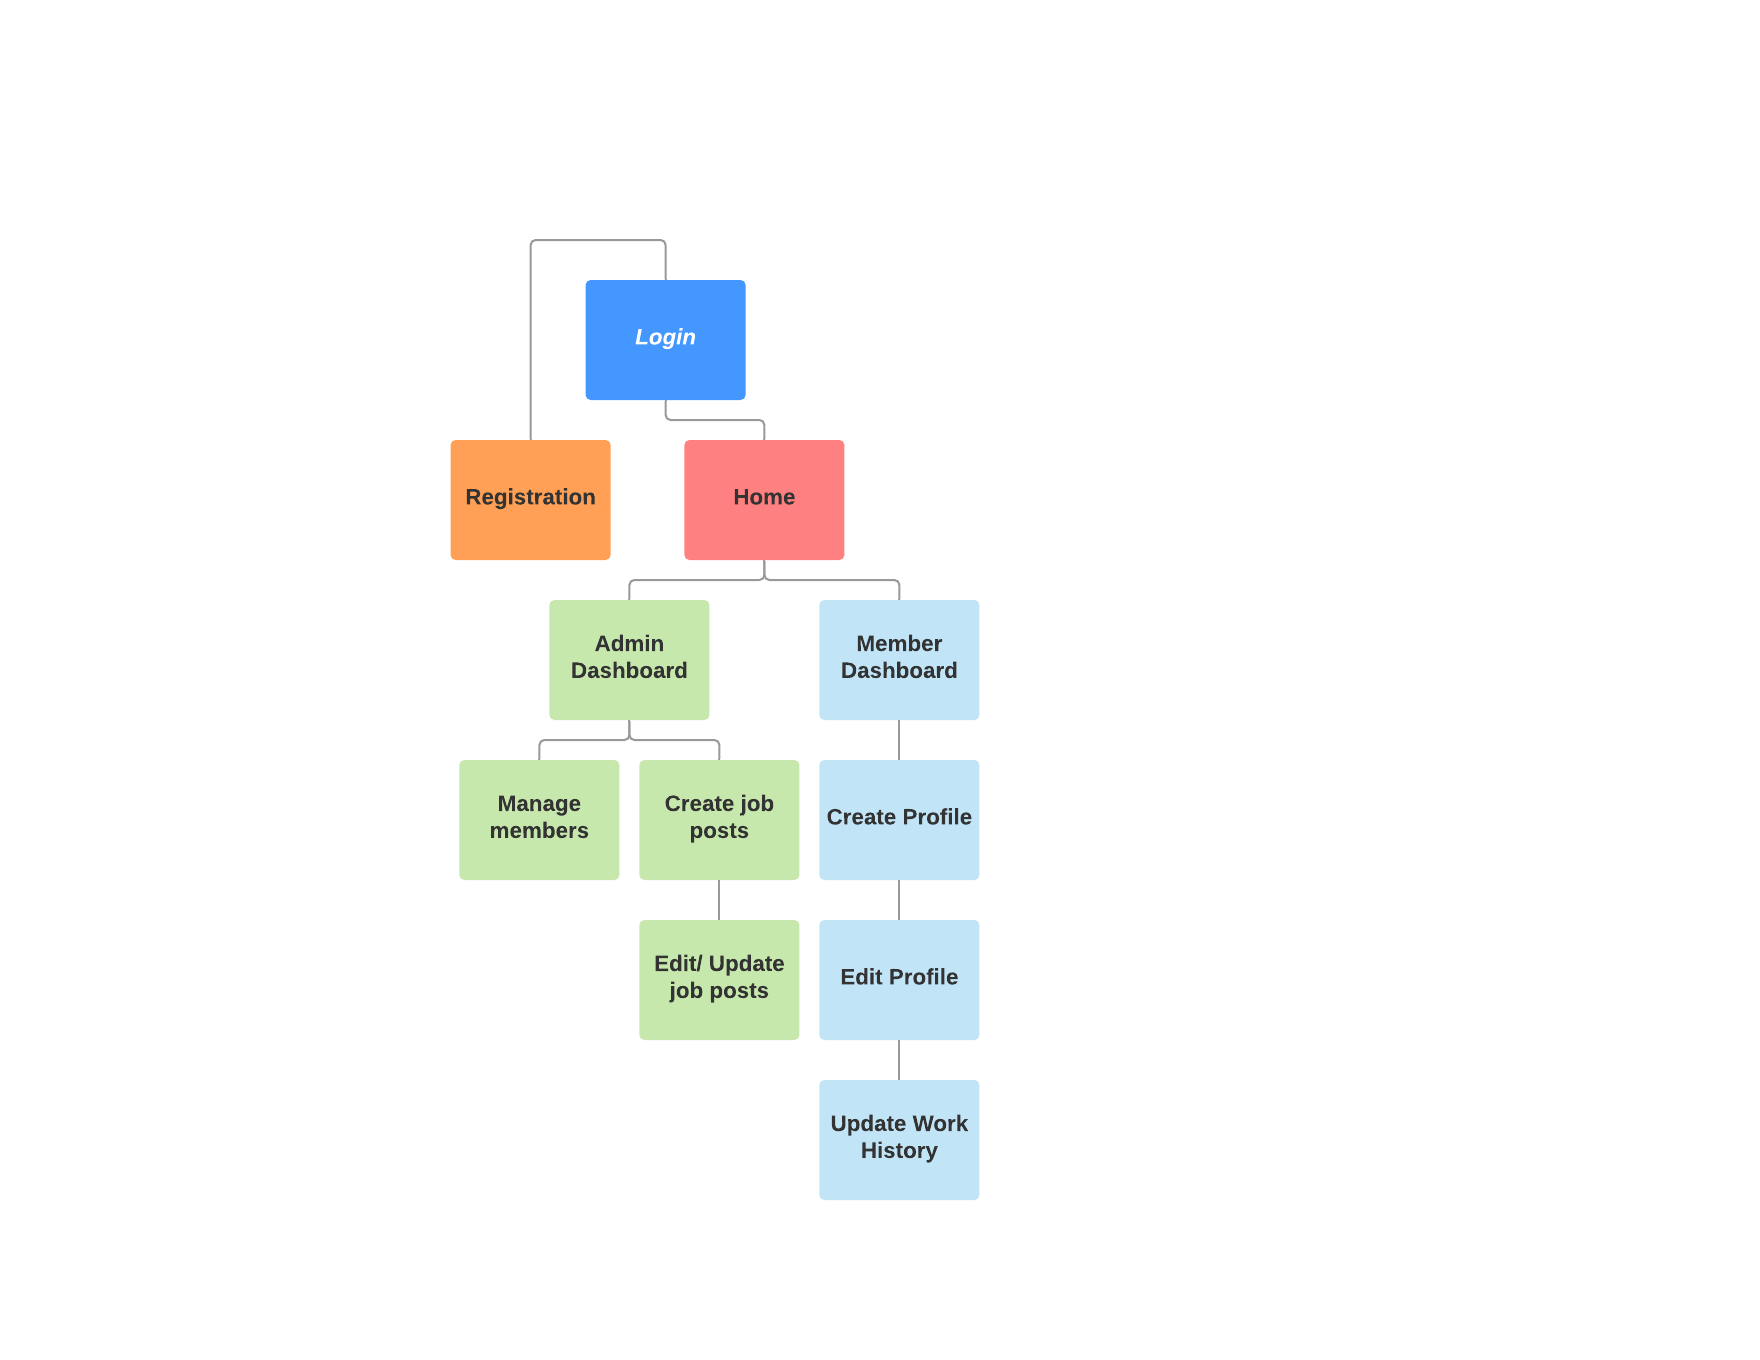 Login
Registration
Home
Admin
Dashboard
Member
Dashboard
Manage
members
Create job
posts
Create Profile
Edit/ Update
job posts
Edit Profile
Update Work
History